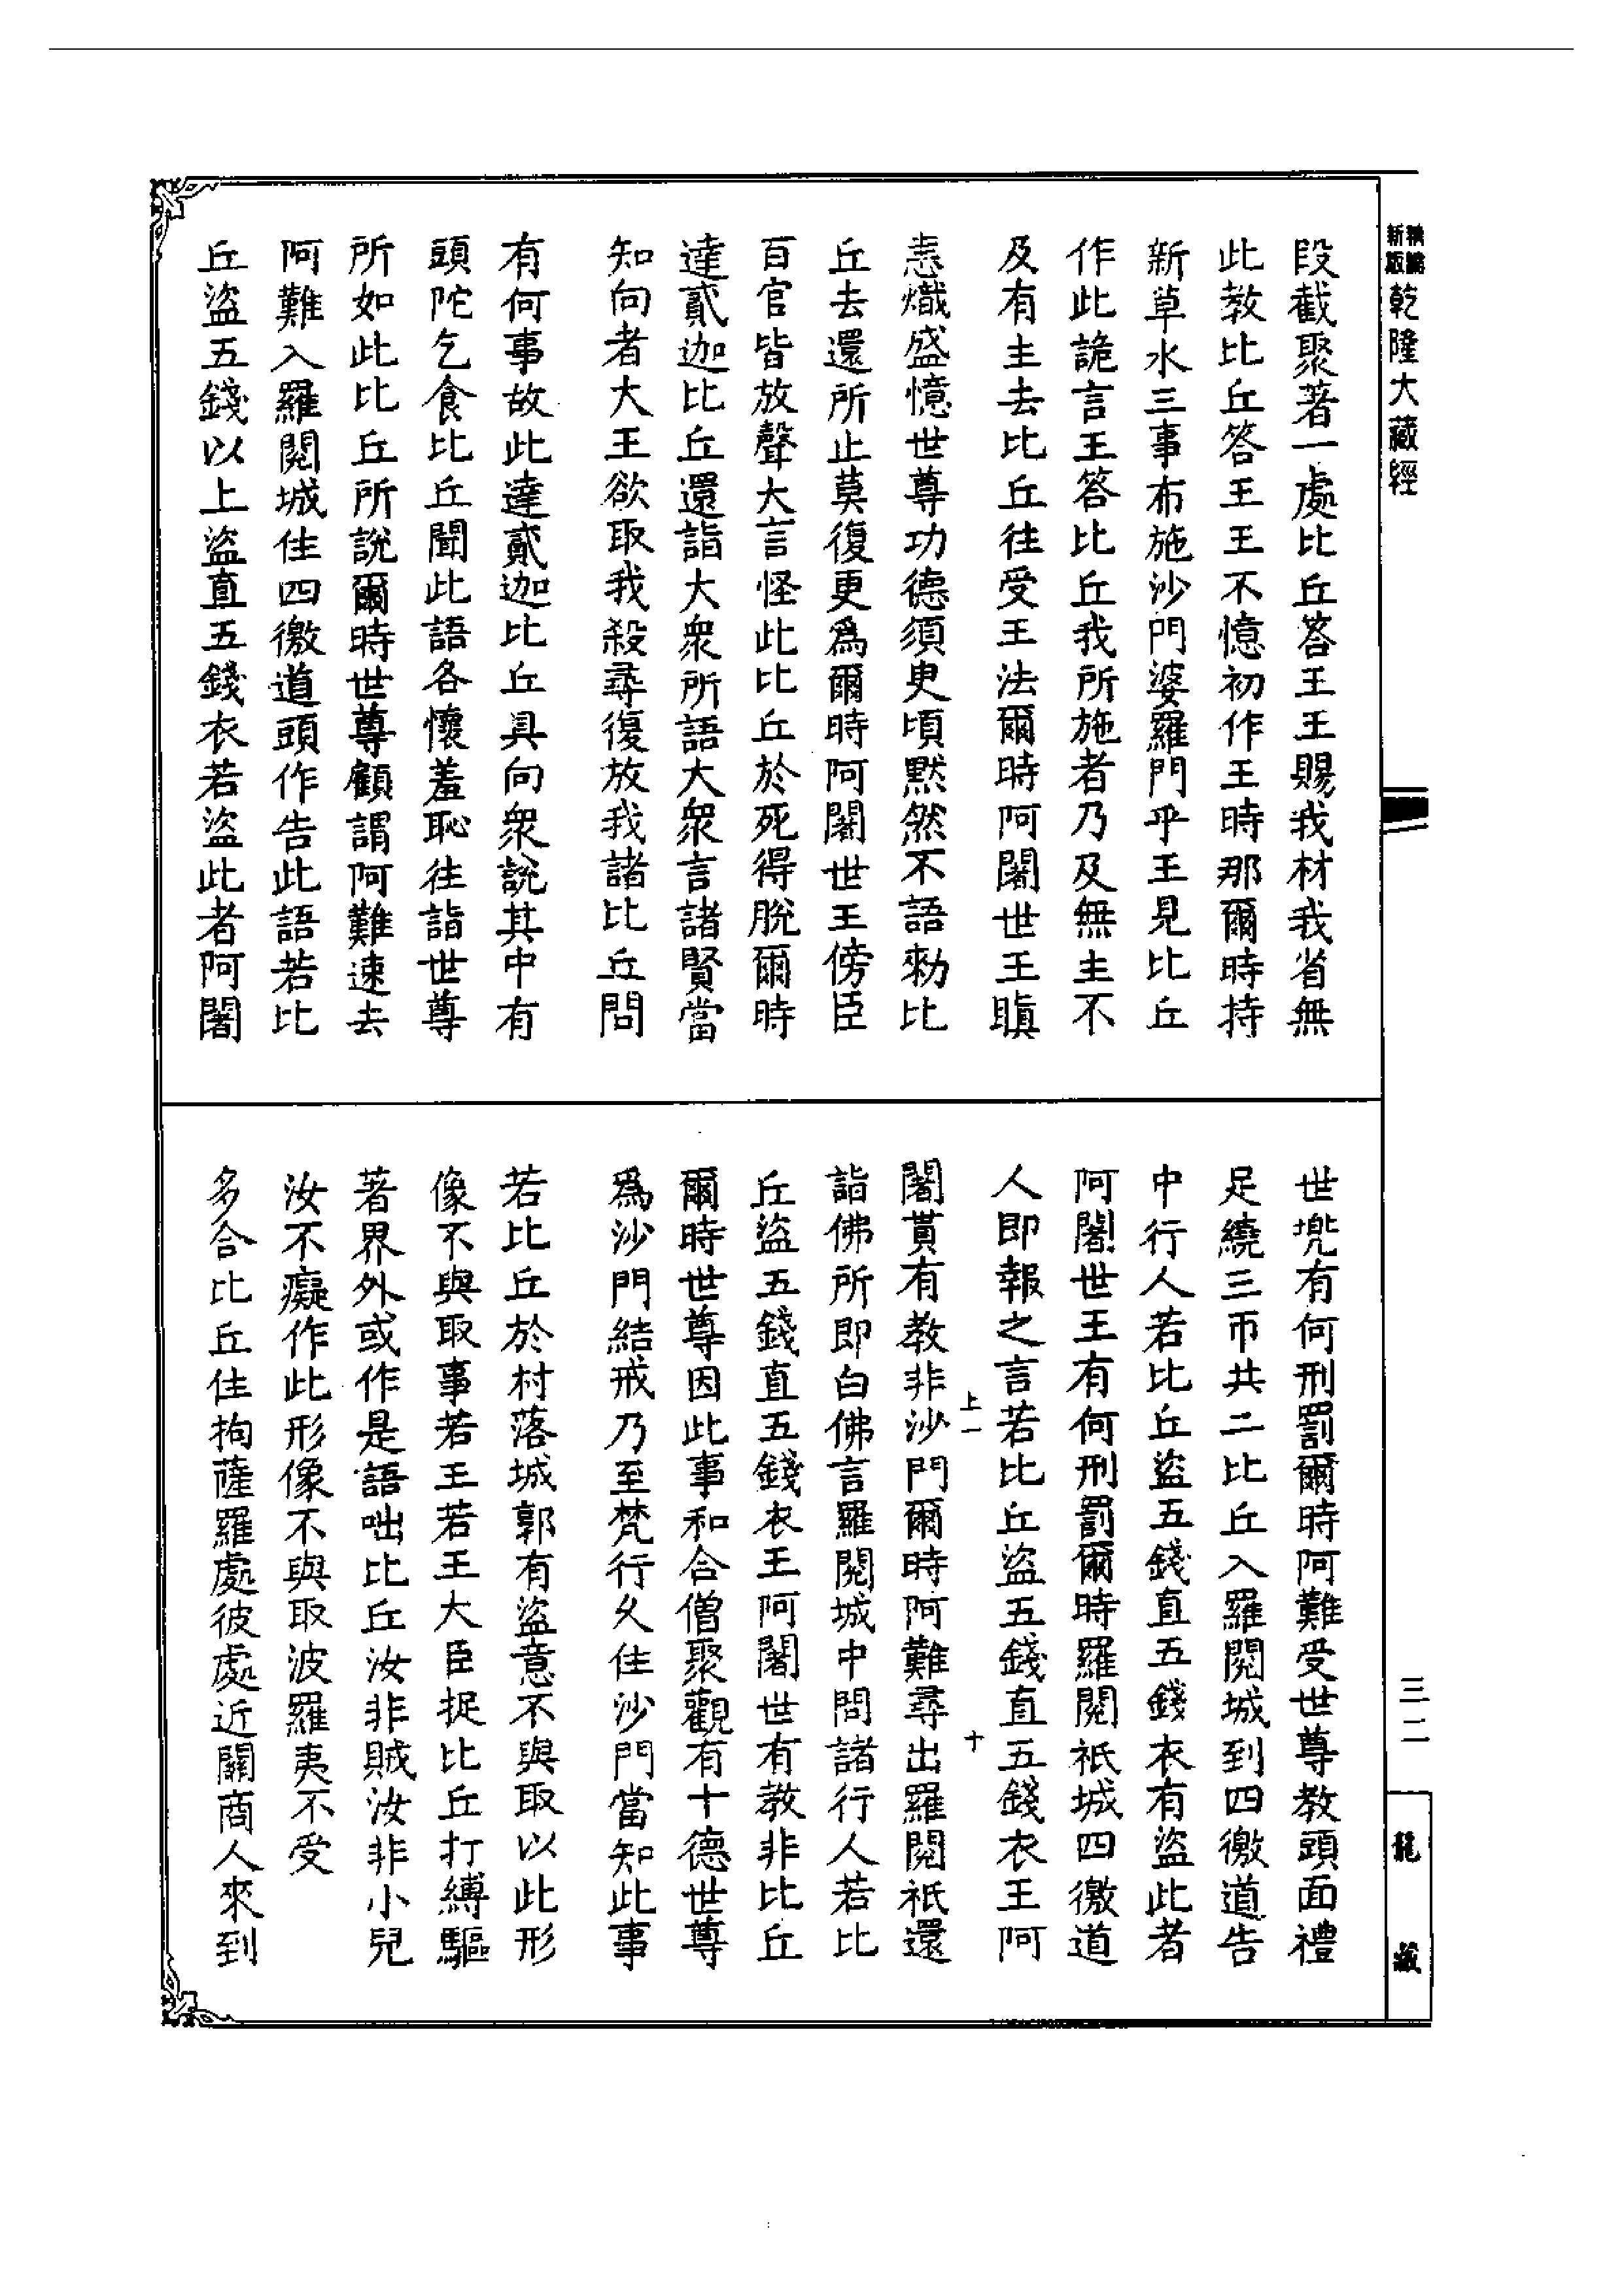 新版
乾隆大藏經
段截聚著一處比丘答王王賜我材我省無
此教比丘答王王不憶初作王時那爾時持
新草水三事布施沙門婆羅門乎王見比丘
作此詭言王答比丘我所施者乃及無主不
及有主去比丘往受王法爾時阿闍世王瞋
恚熾盛憶世尊功德須臾頃默然不語勑比
丘去還所止莫復更爲爾時阿闍世王傍臣
百官皆放聲大言怪此比丘於死得脫爾時
達貳迦比丘還詣大衆所語大衆言諸賢當
知向者大王欲取我殺尋復放我諸比丘問
有何事故此達貳迦比丘具向衆說其中有
頭陀乞食比丘聞此語各懷羞恥往詣世尊
所如此比丘所說爾時世尊顧謂阿難速去
阿難入羅閱城住四徼道頭作告此語若比
丘盜五錢以上盜直五錢衣若盜此者阿闍
世兠有何刑罰爾時阿難受世尊教頭面禮
足繞三帀共二比丘入羅閱城到四徼道告
中行人若比丘盜五錢直五錢衣有盜此者
阿闍世王有何刑罰爾時羅閱祇城四徼道
人即報之言若比丘盜五錢直五錢衣王阿
上一
十
闍貰有教非沙門爾時阿難尋出羅閱祇還
詣佛所即白佛言羅閱城中問諸行人若比
丘盜五錢直五錢衣王阿闍世有教非比丘
爾時世尊因此事和合僧聚觀有十德世尊
爲沙門結戒乃至梵行久住沙門當知此事
若比丘於村落城郭有盜意不與取以此形
像不與取事若王若王大臣捉比丘打縛驅
著界外或作是語咄比丘汝非賊汝非小兒
汝不癡作此形像不與取波羅夷不受
多合比丘住拘薩羅處彼處近關商人來到
三二
龍藏